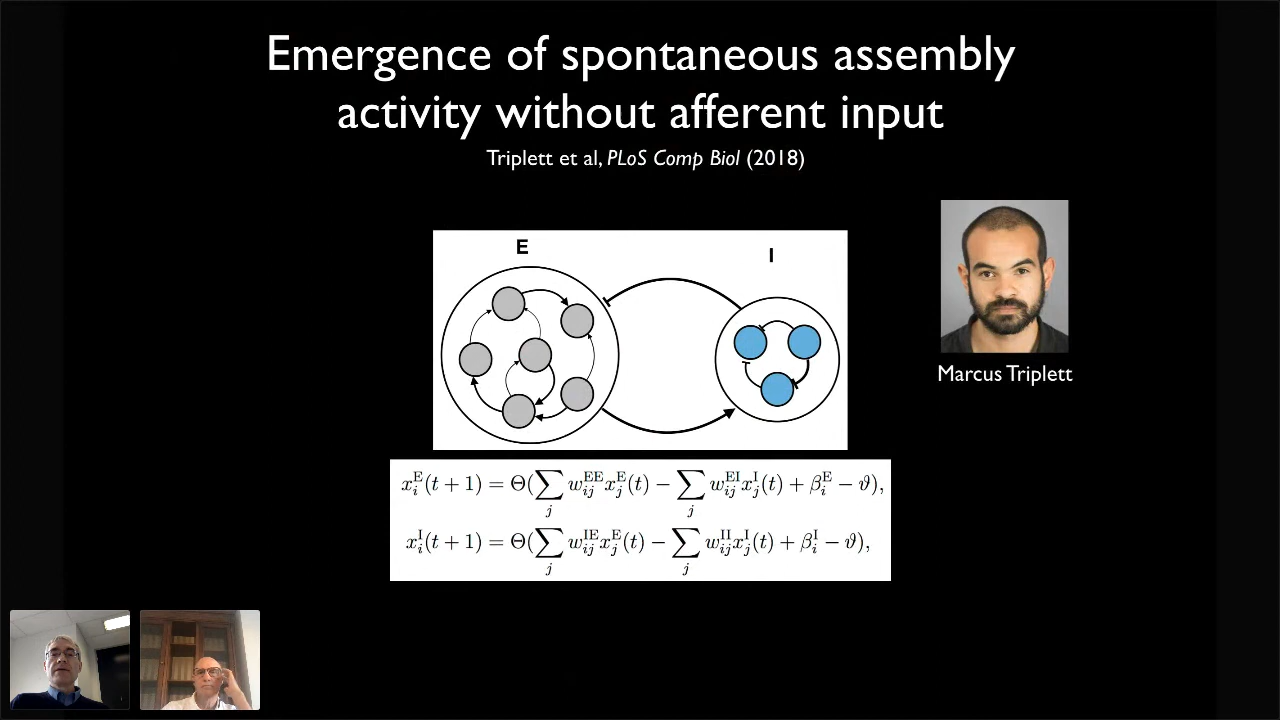 Emergence of spontaneous assembly
activity without afferent input
Triplett et al, PLoS Comp Biol (2018)
E
I
Marcus Triplett
x_i^E(t + 1) = Θ(∑_j w_ij^EE x_j^E(t) − ∑_j w_ij^EI x_j^I(t) + β_i^E − ϑ),
x_i^I(t + 1) = Θ(∑_j w_ij^IE x_j^E(t) − ∑_j w_ij^II x_j^I(t) + β_i^I − ϑ),